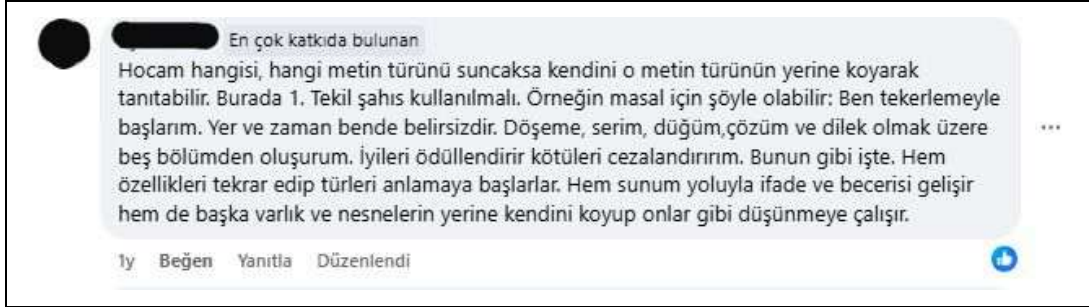 En çok katkıda bulunan
Hocam hangisi, hangi metin türünü suncaksa kendini o metin türünün yerine koyarak
tanıtabilir. Burada 1. Tekil şahıs kullanılmalı. Örneğin masal için şöyle olabilir: Ben tekerlemeyle
başlarım. Yer ve zaman bende belirsizdir. Döşeme, serim, düğüm,çözüm ve dilek olmak üzere
beş bölümden oluşurum. İyileri ödüllendirir kötüleri cezalandırırım. Bunun gibi işte. Hem
özellikleri tekrar edip türleri anlamaya başlarlar. Hem sunum yoluyla ifade ve becerisi gelişir
hem de başka varlık ve nesnelerin yerine kendini koyup onlar gibi düşünmeye çalışır.
1y Beğen Yanıtla Düzenlendi